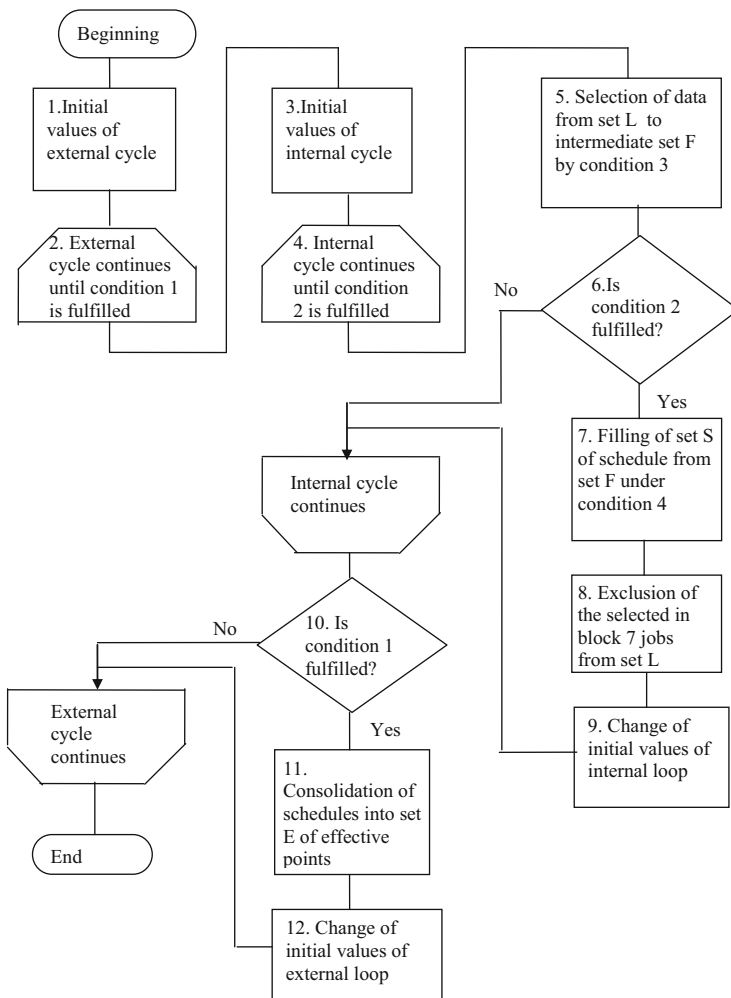 Beginning
1.Initial
values of
external cycle
2. External
cycle continues
until condition 1
is fulfilled
3.Initial
values of
internal cycle
4. Internal
cycle continues
until condition
2 is fulfilled
5. Selection of data
from set L to
intermediate set F
by condition 3
6.Is
condition 2
fulfilled?
No
Yes
7. Filling of set S
of schedule from
set F under
condition 4
8. Exclusion of
the selected in
block 7 jobs
from set L
9. Change of
initial values of
internal loop
Internal cycle
continues
10. Is
condition 1
fulfilled?
No
Yes
11.
Consolidation of
schedules into set
E of effective
points
12. Change of
initial values of
external loop
External
cycle
continues
End